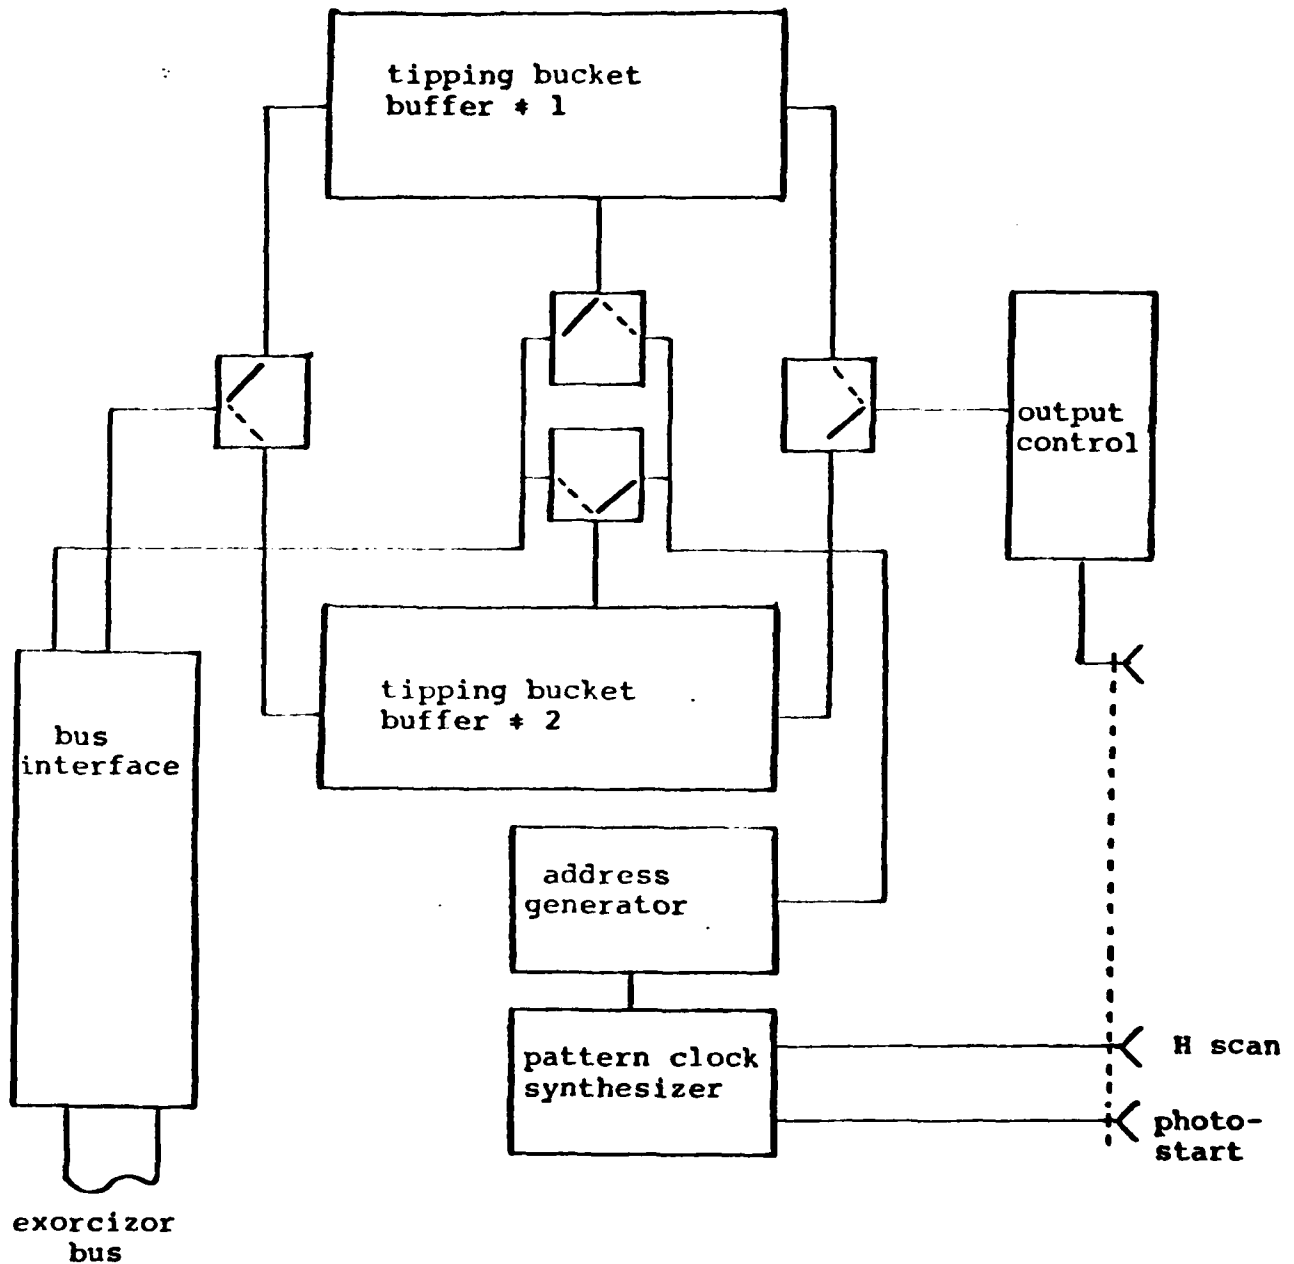 tipping bucket
buffer # 1
output
control
tipping bucket
buffer # 2
bus
interface
address
generator
pattern clock
synthesizer
H scan
photo-
start
exorcizor
bus